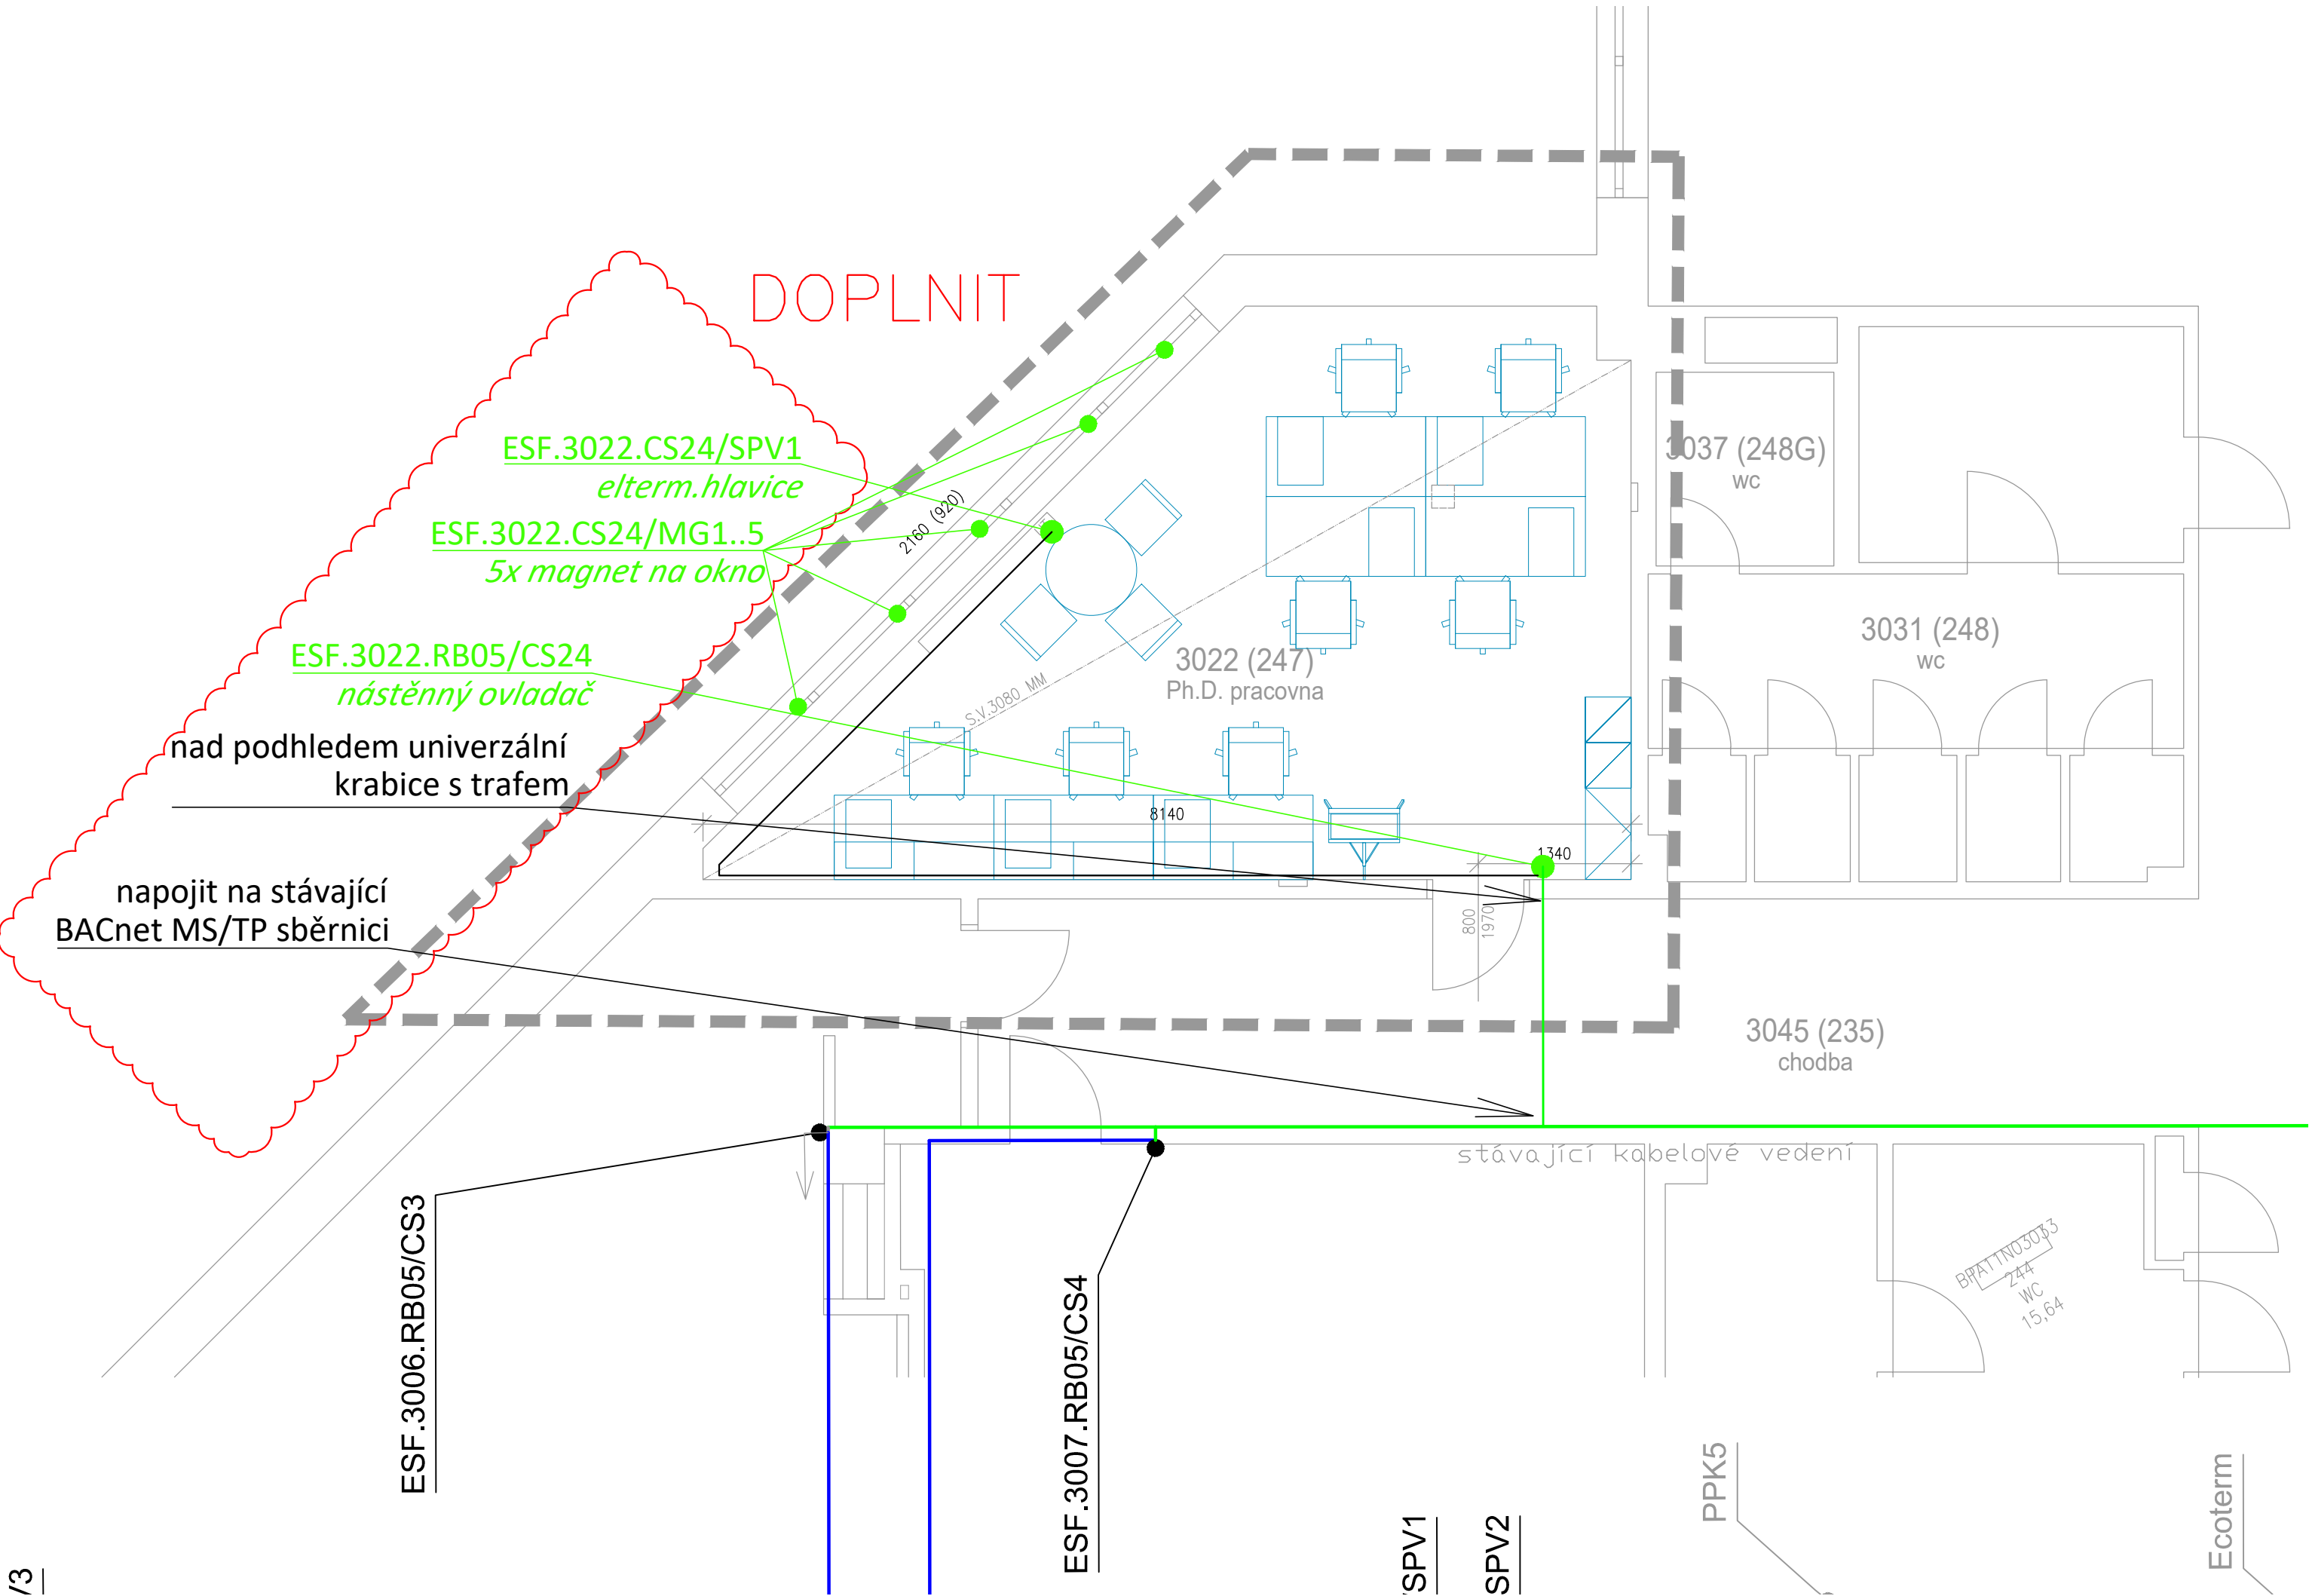 DOPLNIT
ESF.3022.CS24/SPV1
elterm.hlavice
ESF.3022.CS24/MG1..5
5x magnet na okno
ESF.3022.RB05/CS24
nástěnný ovladač
nad podhledem univerzální
krabice s trafem
napojit na stávající
BACnet MS/TP sběrnici
2160 (920)
S.V.3080 MM
3022 (247)
Ph.D. pracovna
8140
1340
800
1970
3037 (248G)
wc
3031 (248)
wc
3045 (235)
chodba
stávající kabelové vedení
ESF.3006.RB05/CS3
ESF.3007.RB05/CS4
BPA11N03033
244
WC
15,64
/SPV1
SPV2
PPK5
Ecoterm
/3